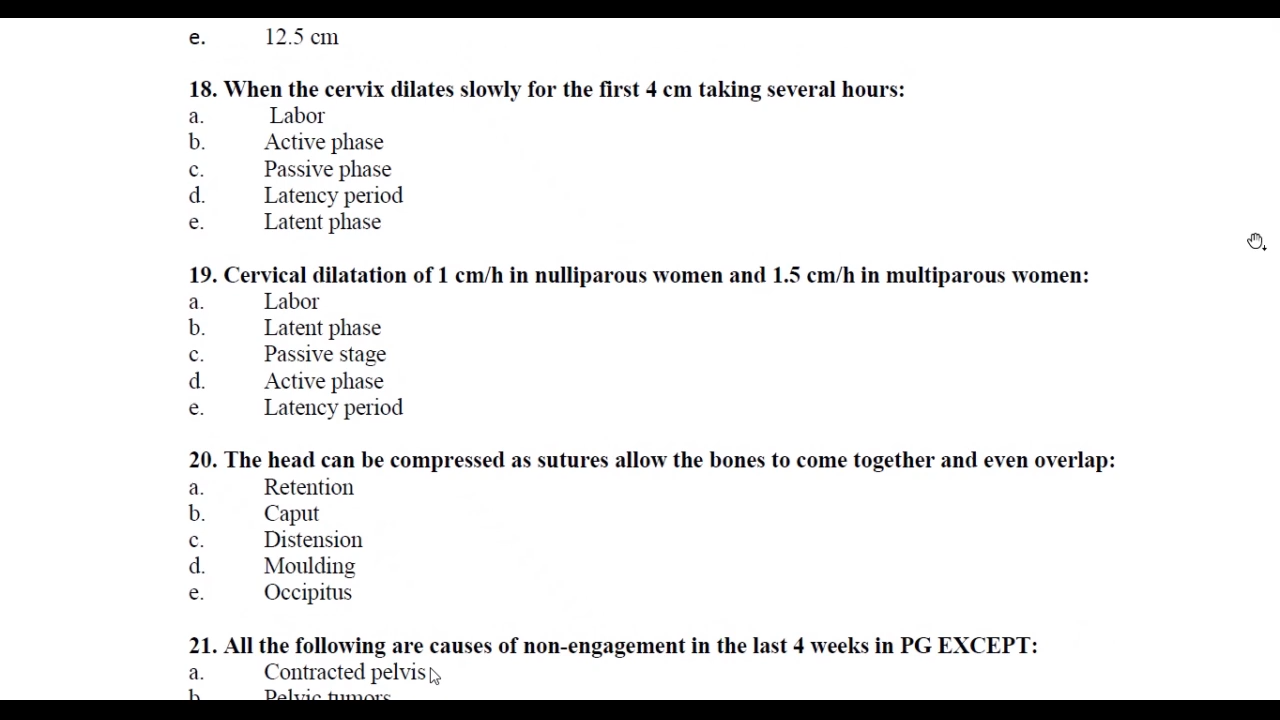 e. 12.5 cm
18. When the cervix dilates slowly for the first 4 cm taking several hours:
a. Labor
b. Active phase
c. Passive phase
d. Latency period
e. Latent phase
19. Cervical dilatation of 1 cm/h in nulliparous women and 1.5 cm/h in multiparous women:
a. Labor
b. Latent phase
c. Passive stage
d. Active phase
e. Latency period
20. The head can be compressed as sutures allow the bones to come together and even overlap:
a. Retention
b. Caput
c. Distension
d. Moulding
e. Occipitus
21. All the following are causes of non-engagement in the last 4 weeks in PG EXCEPT:
a. Contracted pelvis
b. Pelvic tumors